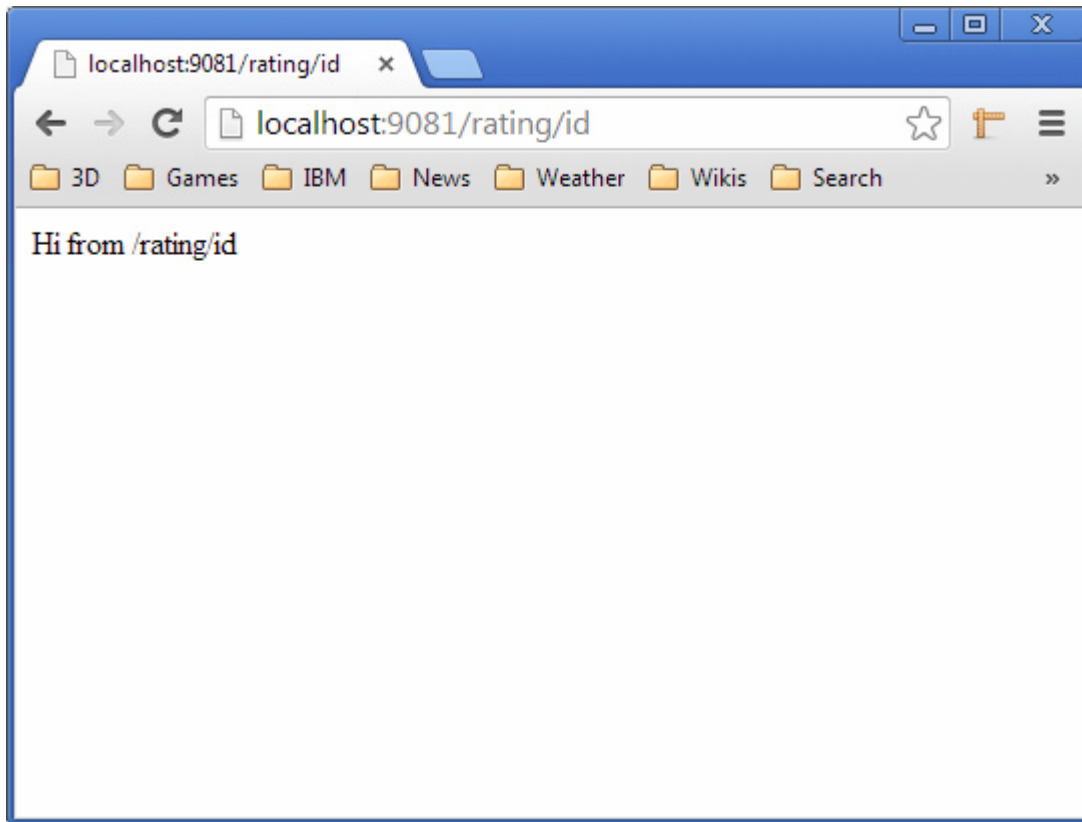 localhost:9081/rating/id
localhost:9081/rating/id
3D Games IBM News Weather Wikis Search »
Hi from /rating/id